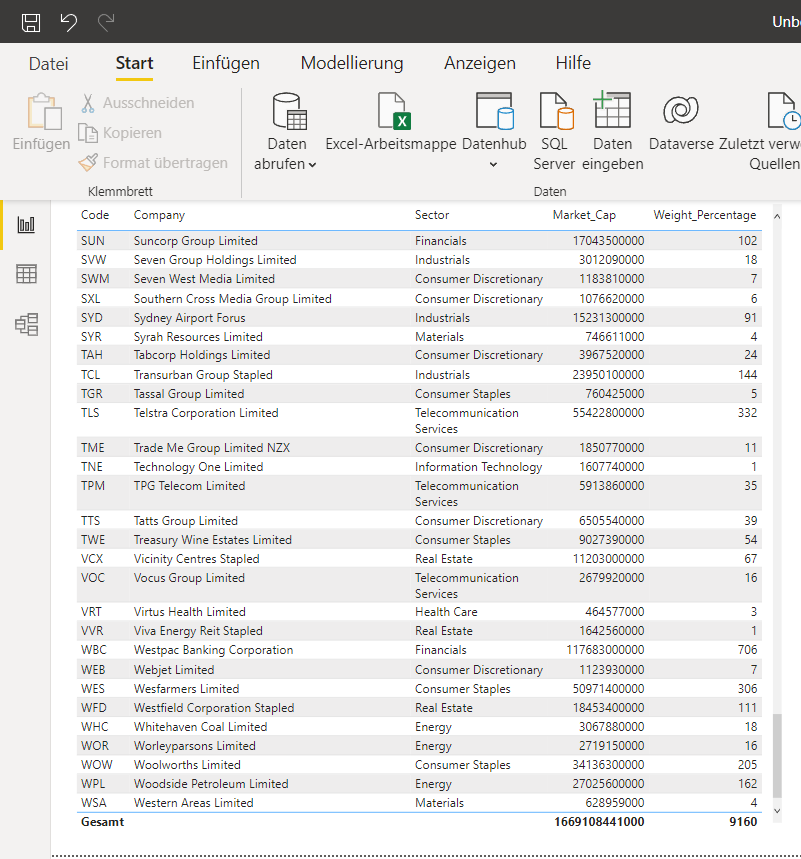 Unb
Datei Start Einfügen Modellierung Anzeigen Hilfe
Einfügen
Ausschneiden
Kopieren
Format übertragen
Klemmbrett
Daten abrufen
Excel-Arbeitsmappe
Datenhub
SQL Server
Daten eingeben
Dataverse
Zuletzt verw
Quellen
Daten
Code Company Sector Market_Cap Weight_Percentage
SUN Suncorp Group Limited Financials 17043500000 102
SVW Seven Group Holdings Limited Industrials 3012090000 18
SWM Seven West Media Limited Consumer Discretionary 1183810000 7
SXL Southern Cross Media Group Limited Consumer Discretionary 1076620000 6
SYD Sydney Airport Forus Industrials 15231300000 91
SYR Syrah Resources Limited Materials 746611000 4
TAH Tabcorp Holdings Limited Consumer Discretionary 3967520000 24
TCL Transurban Group Stapled Industrials 23950100000 144
TGR Tassal Group Limited Consumer Staples 760425000 5
TLS Telstra Corporation Limited Telecommunication 55422800000 332
Services
TME Trade Me Group Limited NZX Consumer Discretionary 1850770000 11
TNE Technology One Limited Information Technology 1607740000 1
TPM TPG Telecom Limited Telecommunication 5913860000 35
Services
TTS Tatts Group Limited Consumer Discretionary 6505540000 39
TWE Treasury Wine Estates Limited Consumer Staples 9027390000 54
VCX Vicinity Centres Stapled Real Estate 11203000000 67
VOC Vocus Group Limited Telecommunication 2679920000 16
Services
VRT Virtus Health Limited Health Care 464577000 3
VVR Viva Energy Reit Stapled Real Estate 1642560000 1
WBC Westpac Banking Corporation Financials 117683000000 706
WEB Webjet Limited Consumer Discretionary 1123930000 7
WES Wesfarmers Limited Consumer Staples 50971400000 306
WFD Westfield Corporation Stapled Real Estate 18453400000 111
WHC Whitehaven Coal Limited Energy 3067880000 18
WOR Worleyparsons Limited Energy 2719150000 16
WOW Woolworths Limited Consumer Staples 34136300000 205
WPL Woodside Petroleum Limited Energy 27025600000 162
WSA Western Areas Limited Materials 628959000 4
Gesamt 1669108441000 9160